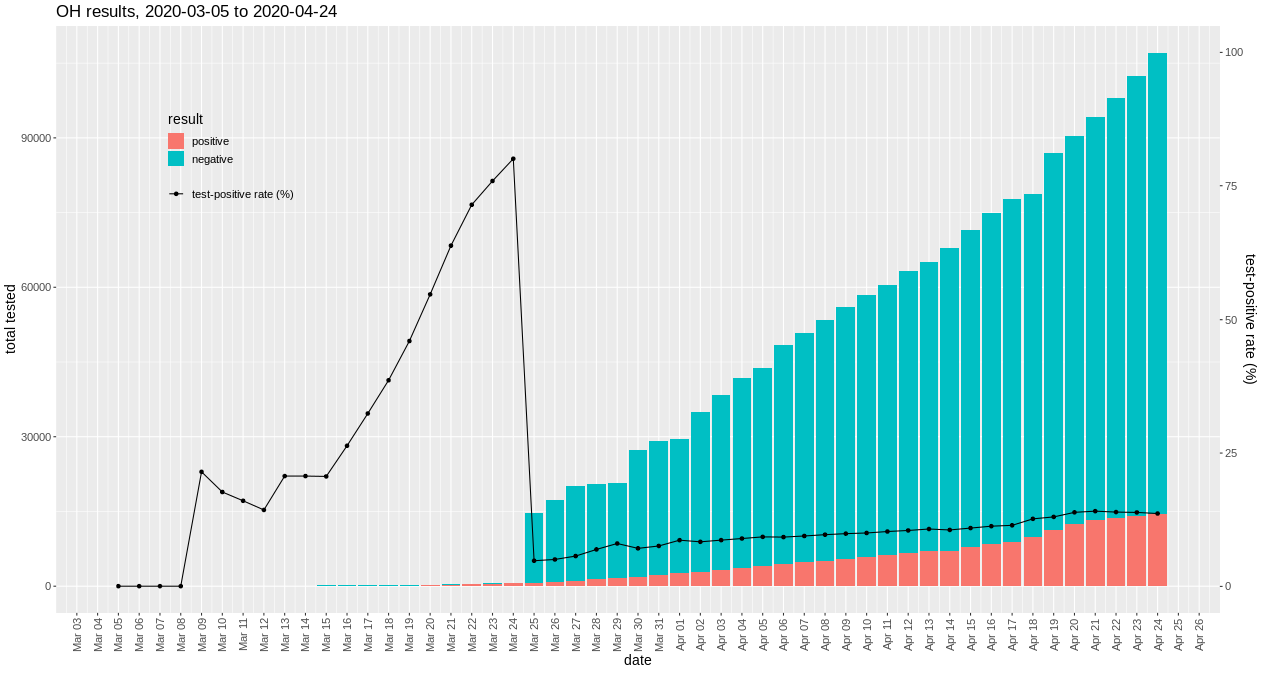 OH results, 2020-03-05 to 2020-04-24
result
positive
negative
test-positive rate (%)
total tested
90000
60000
30000
0
100
75
50
25
0
test-positive rate (%)
Mar 03
Mar 04
Mar 05
Mar 06
Mar 07
Mar 08
Mar 09
Mar 10
Mar 11
Mar 12
Mar 13
Mar 14
Mar 15
Mar 16
Mar 17
Mar 18
Mar 19
Mar 20
Mar 21
Mar 22
Mar 23
Mar 24
Mar 25
Mar 26
Mar 27
Mar 28
Mar 29
Mar 30
Mar 31
Apr 01
Apr 02
Apr 03
Apr 04
Apr 05
Apr 06
Apr 07
Apr 08
Apr 09
Apr 10
Apr 11
Apr 12
Apr 13
Apr 14
Apr 15
Apr 16
Apr 17
Apr 18
Apr 19
Apr 20
Apr 21
Apr 22
Apr 23
Apr 24
Apr 25
Apr 26
date